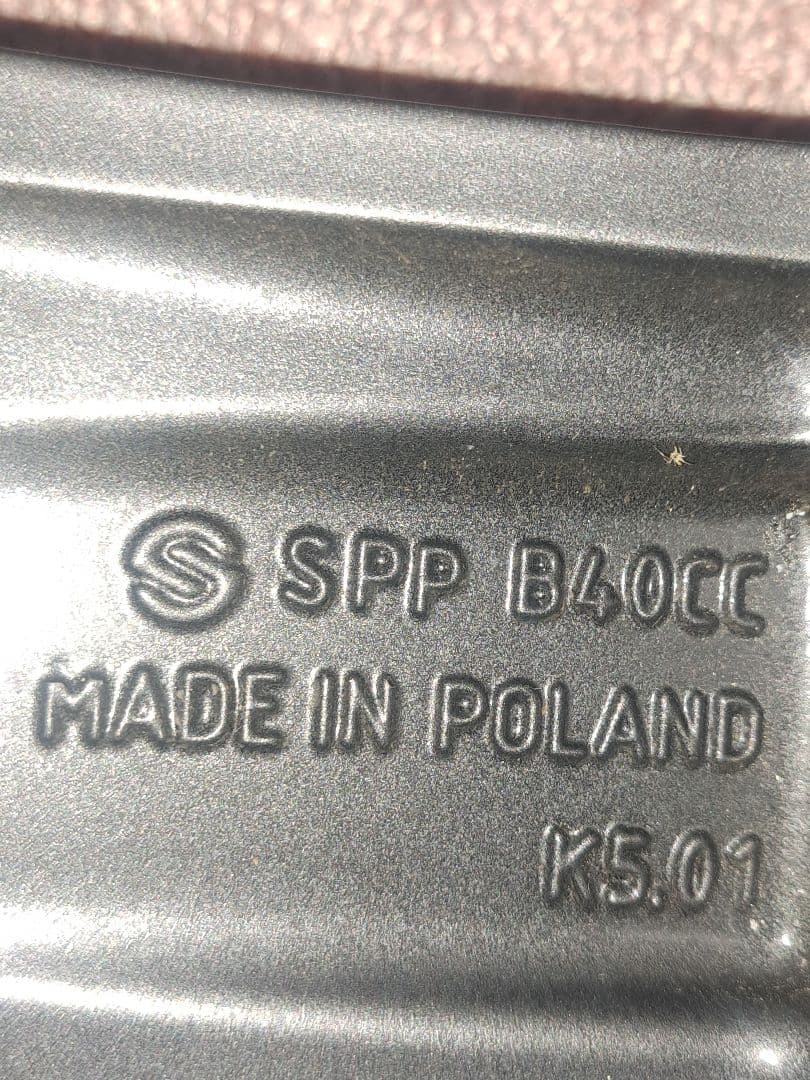 S SPP B40CC
MADE IN POLAND
K5.01